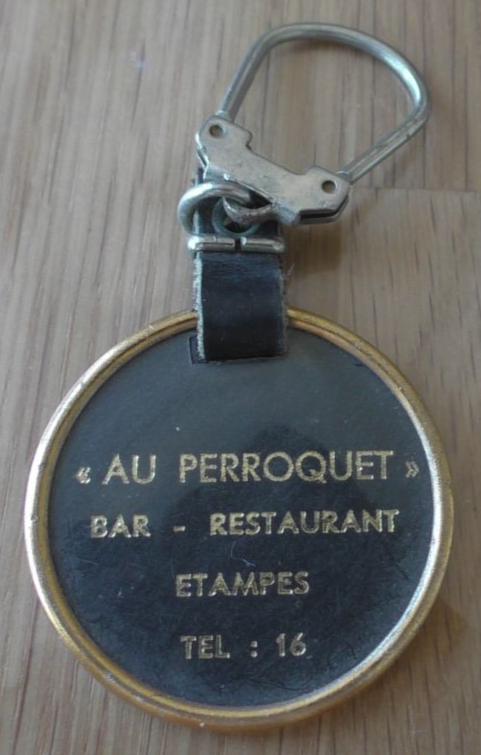 « AU PERROQUET »
BAR - RESTAURANT
ETAMPES
TEL : 16